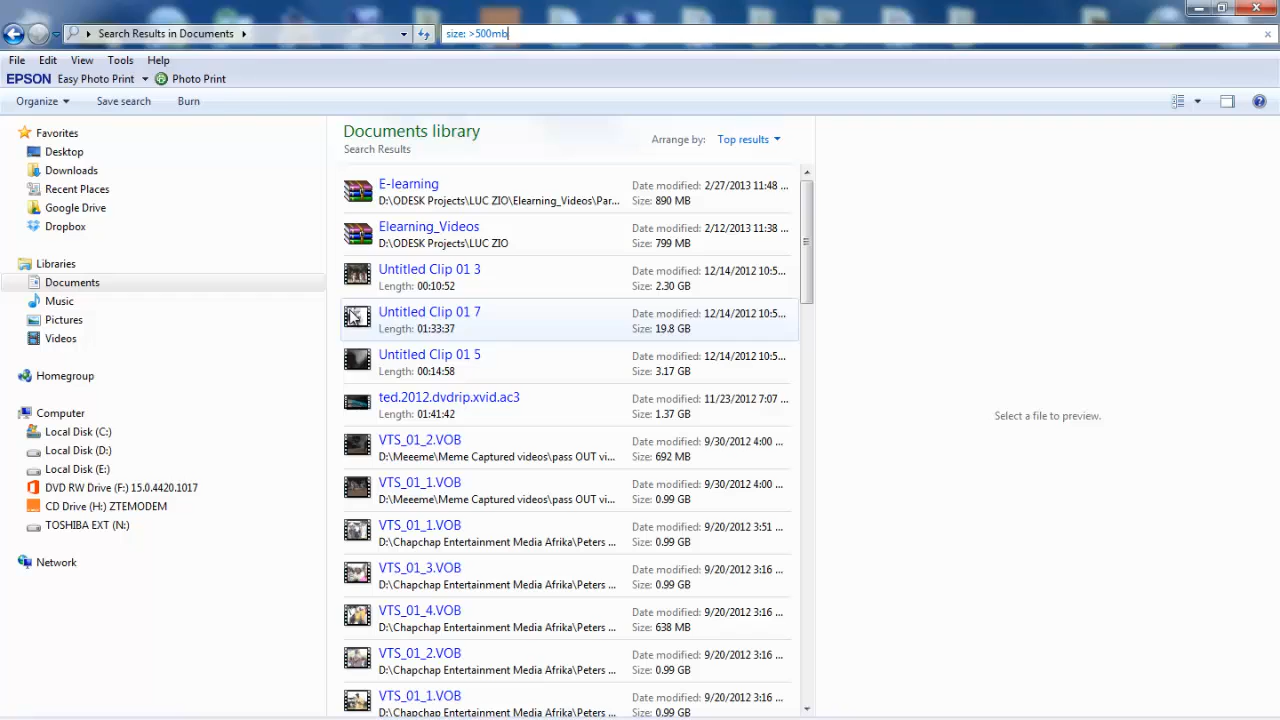 Search Results in Documents
size: >500mb
File Edit View Tools Help
EPSON Easy Photo Print Photo Print
Organize Save search Burn
Favorites
Desktop
Downloads
Recent Places
Google Drive
Dropbox
Libraries
Documents
Music
Pictures
Videos
Homegroup
Computer
Local Disk (C:)
Local Disk (D:)
Local Disk (E:)
DVD RW Drive (F:) 15.0.4420.1017
CD Drive (H:) ZTEMODEM
TOSHIBA EXT (N:)
Network
Documents library
Search Results
Arrange by: Top results
E-learning Date modified: 2/27/2013 11:48 ...
D:\ODESK Projects\LUC ZIO\Elearning_Videos\Par... Size: 890 MB
Elearning_Videos Date modified: 2/12/2013 11:38 ...
D:\ODESK Projects\LUC ZIO Size: 799 MB
Untitled Clip 01 3 Date modified: 12/14/2012 10:5...
Length: 00:10:52 Size: 2.30 GB
Untitled Clip 01 7 Date modified: 12/14/2012 10:5...
Length: 01:33:37 Size: 19.8 GB
Untitled Clip 01 5 Date modified: 12/14/2012 10:5...
Length: 00:14:58 Size: 3.17 GB
ted.2012.dvdrip.xvid.ac3 Date modified: 11/23/2012 7:07 ...
Length: 01:41:42 Size: 1.37 GB
VTS_01_2.VOB Date modified: 9/30/2012 4:00 ...
D:\Meeeme\Meme Captured videos\pass OUT vi... Size: 692 MB
VTS_01_1.VOB Date modified: 9/30/2012 4:00 ...
D:\Meeeme\Meme Captured videos\pass OUT vi... Size: 0.99 GB
VTS_01_1.VOB Date modified: 9/20/2012 3:51 ...
D:\Chapchap Entertainment Media Afrika\Peters ... Size: 0.99 GB
VTS_01_3.VOB Date modified: 9/20/2012 3:16 ...
D:\Chapchap Entertainment Media Afrika\Peters ... Size: 0.99 GB
VTS_01_4.VOB Date modified: 9/20/2012 3:16 ...
D:\Chapchap Entertainment Media Afrika\Peters ... Size: 638 MB
VTS_01_2.VOB Date modified: 9/20/2012 3:16 ...
D:\Chapchap Entertainment Media Afrika\Peters ... Size: 0.99 GB
VTS_01_1.VOB Date modified: 9/20/2012 3:16 ...
D:\Chapchap Entertainment Media Afrika\Peters ... Size: 0.99 GB
Select a file to preview.